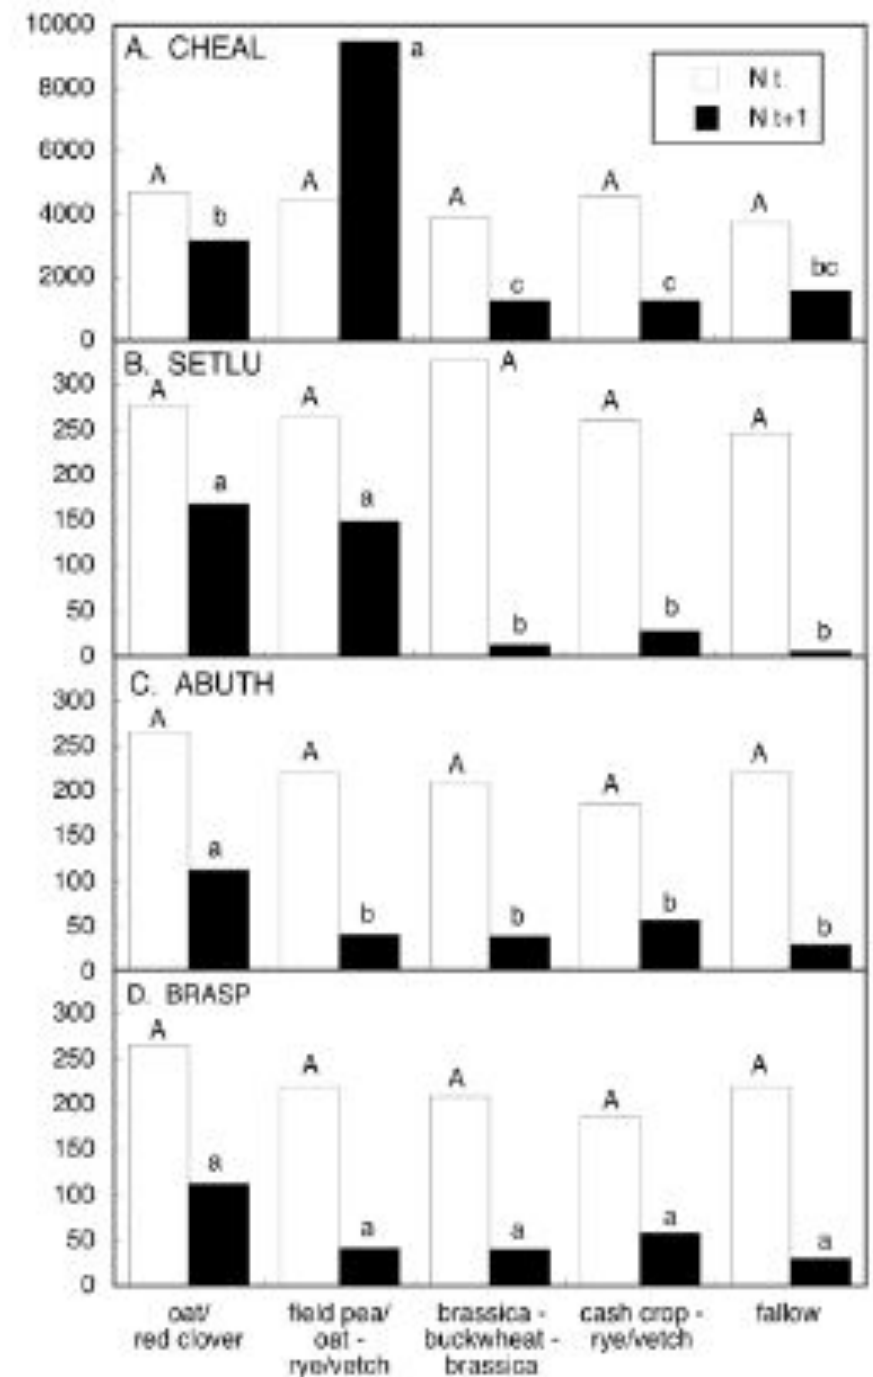 10000
A. CHEAL
a
N t
N t+1
8000
6000
4000
2000
0
A
b
A
A
c
A
c
A
bc
B. SETLU
300
250
200
150
100
50
0
A
a
A
a
A
b
A
b
A
b
C. ABUTH
300
250
200
150
100
50
0
A
a
A
b
A
b
A
b
A
b
D. BRASP
300
250
200
150
100
50
0
A
a
A
a
A
a
A
a
A
a
oat/
red clover
field pea/
oat -
rye/vetch
brassica -
buckwheat -
brassica
cash crop -
rye/vetch
fallow